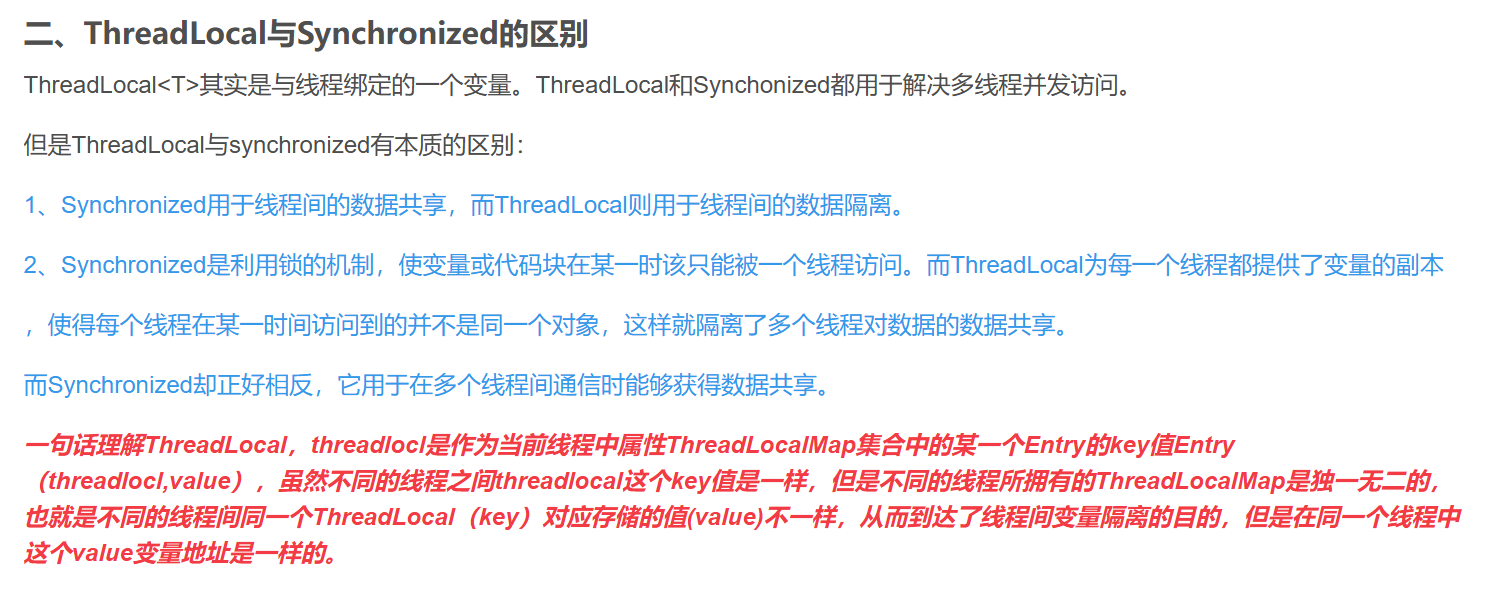 二、ThreadLocal与Synchronized的区别
ThreadLocal<T>其实是与线程绑定的一个变量。ThreadLocal和Synchonized都用于解决多线程并发访问。
但是ThreadLocal与synchronized有本质的区别：
1、Synchronized用于线程间的数据共享，而ThreadLocal则用于线程间的数据隔离。
2、Synchronized是利用锁的机制，使变量或代码块在某一时该只能被一个线程访问。而ThreadLocal为每一个线程都提供了变量的副本
，使得每个线程在某一时间访问到的并不是同一个对象，这样就隔离了多个线程对数据的数据共享。
而Synchronized却正好相反，它用于在多个线程间通信时能够获得数据共享。
一句话理解ThreadLocal，threadlocl是作为当前线程中属性ThreadLocalMap集合中的某一个Entry的key值Entry
（threadlocl,value），虽然不同的线程之间threadlocal这个key值是一样，但是不同的线程所拥有的ThreadLocalMap是独一无二的，
也就是不同的线程间同一个ThreadLocal（key）对应存储的值(value)不一样，从而到达了线程间变量隔离的目的，但是在同一个线程中
这个value变量地址是一样的。